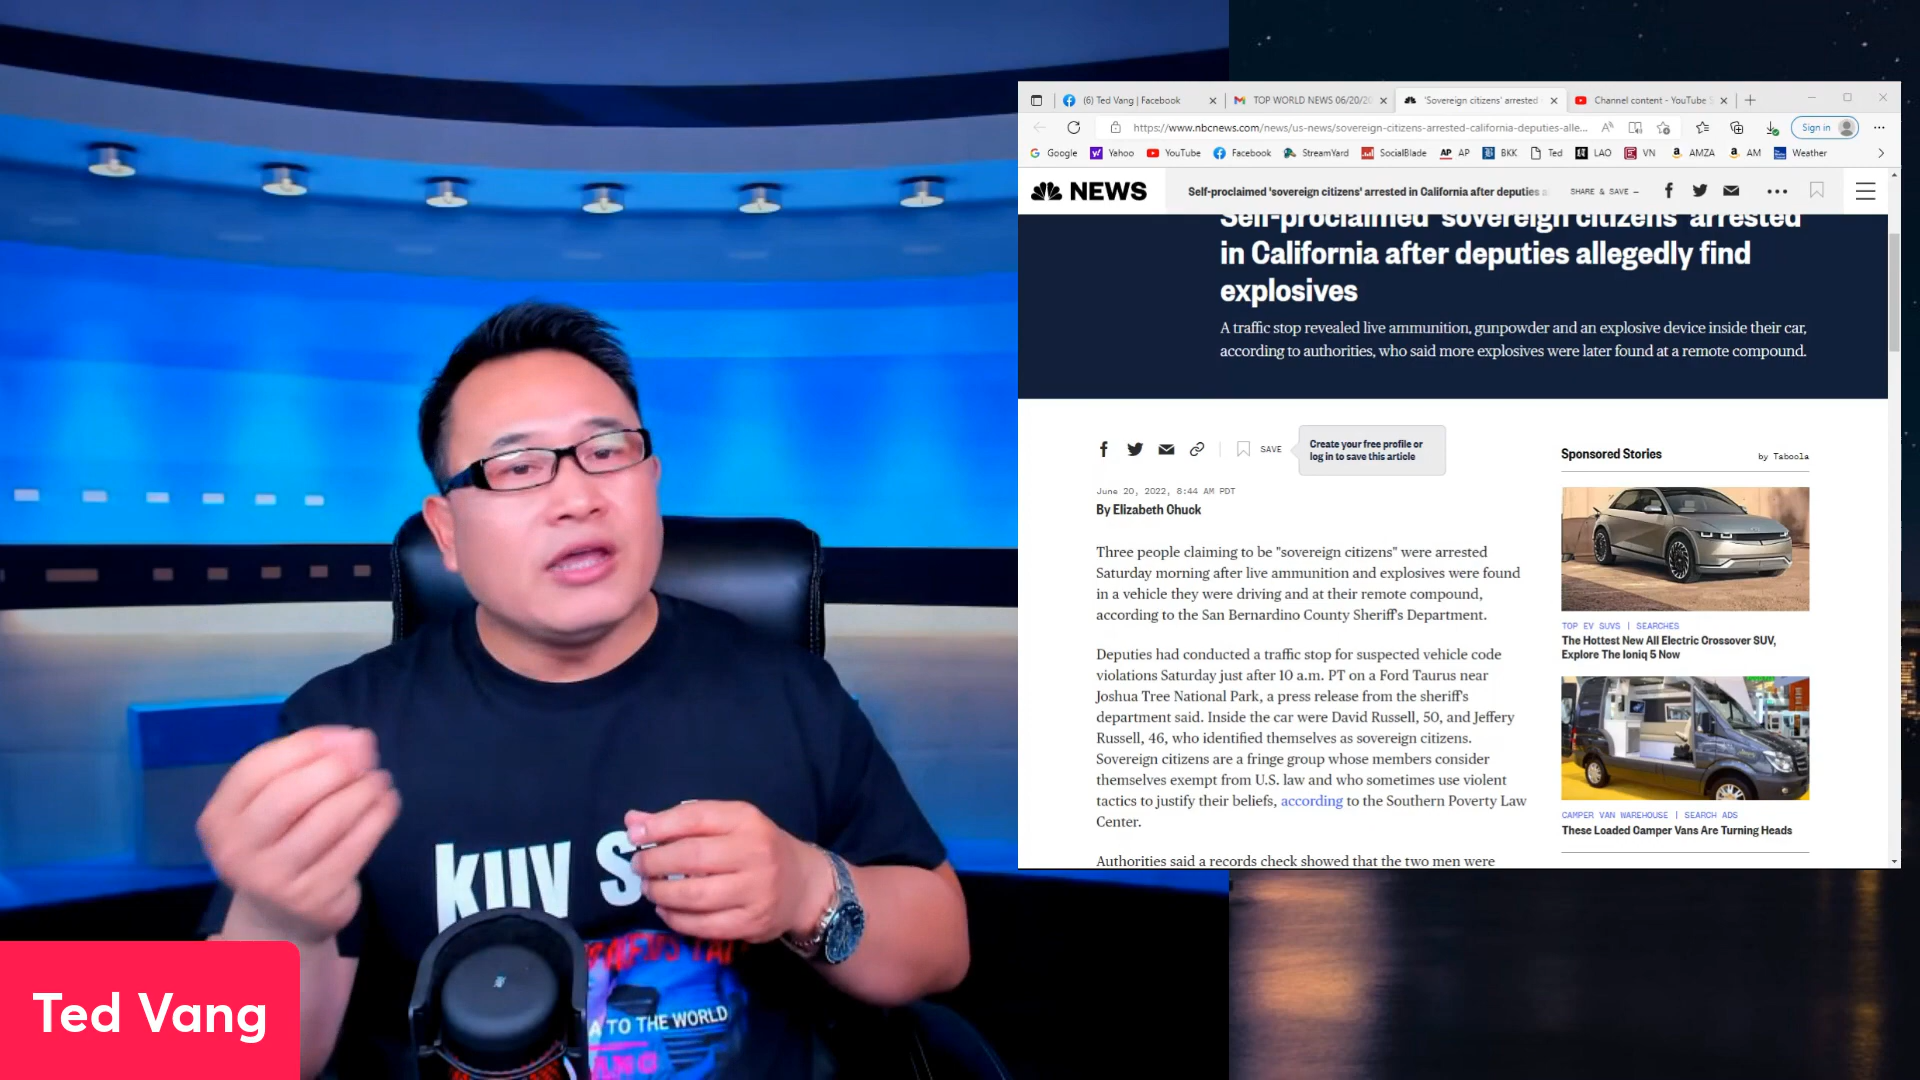 (6) Ted Vang | Facebook
TOP WORLD NEWS 06/20/20
'Sovereign citizens' arrested
Channel content - YouTube S
https://www.nbcnews.com/news/us-news/sovereign-citizens-arrested-california-deputies-alle...
Sign in
Google
Yahoo
YouTube
Facebook
StreamYard
SocialBlade
AP AP
BKK
Ted
LAO
VN
AMZA
AM
Weather
NEWS
Self-proclaimed 'sovereign citizens' arrested in California after deputies a
SHARE & SAVE —
Self-proclaimed 'sovereign citizens' arrested
in California after deputies allegedly find
explosives
A traffic stop revealed live ammunition, gunpowder and an explosive device inside their car,
according to authorities, who said more explosives were later found at a remote compound.
SAVE
Create your free profile or
log in to save this article
Sponsored Stories
by Taboola
June 20, 2022, 8:44 AM PDT
By Elizabeth Chuck
Three people claiming to be "sovereign citizens" were arrested
Saturday morning after live ammunition and explosives were found
in a vehicle they were driving and at their remote compound,
according to the San Bernardino County Sheriff's Department.
Deputies had conducted a traffic stop for suspected vehicle code
violations Saturday just after 10 a.m. PT on a Ford Taurus near
Joshua Tree National Park, a press release from the sheriff's
department said. Inside the car were David Russell, 50, and Jeffery
Russell, 46, who identified themselves as sovereign citizens.
Sovereign citizens are a fringe group whose members consider
themselves exempt from U.S. law and who sometimes use violent
tactics to justify their beliefs, according to the Southern Poverty Law
Center.
Authorities said a records check showed that the two men were
TOP EV SUVS | SEARCHES
The Hottest New All Electric Crossover SUV,
Explore The Ioniq 5 Now
CAMPER VAN WAREHOUSE | SEARCH ADS
These Loaded Camper Vans Are Turning Heads
kuv s
A TO THE WORLD
Ted Vang